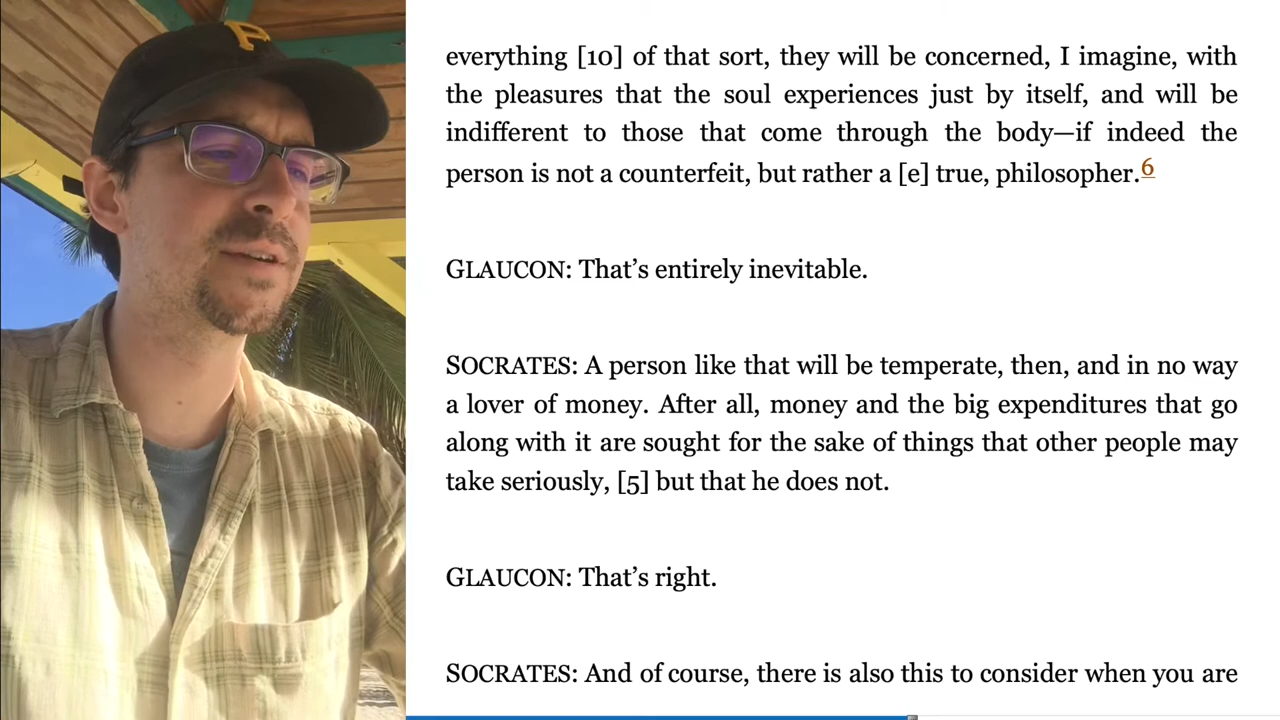 P
everything [10] of that sort, they will be concerned, I imagine, with
the pleasures that the soul experiences just by itself, and will be
indifferent to those that come through the body—if indeed the
person is not a counterfeit, but rather a [e] true, philosopher.6
GLAUCON: That’s entirely inevitable.
SOCRATES: A person like that will be temperate, then, and in no way
a lover of money. After all, money and the big expenditures that go
along with it are sought for the sake of things that other people may
take seriously, [5] but that he does not.
GLAUCON: That’s right.
SOCRATES: And of course, there is also this to consider when you are